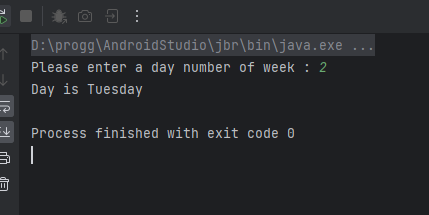 D:\progg\AndroidStudio\jbr\bin\java.exe ...
Please enter a day number of week : 2
Day is Tuesday
Process finished with exit code 0